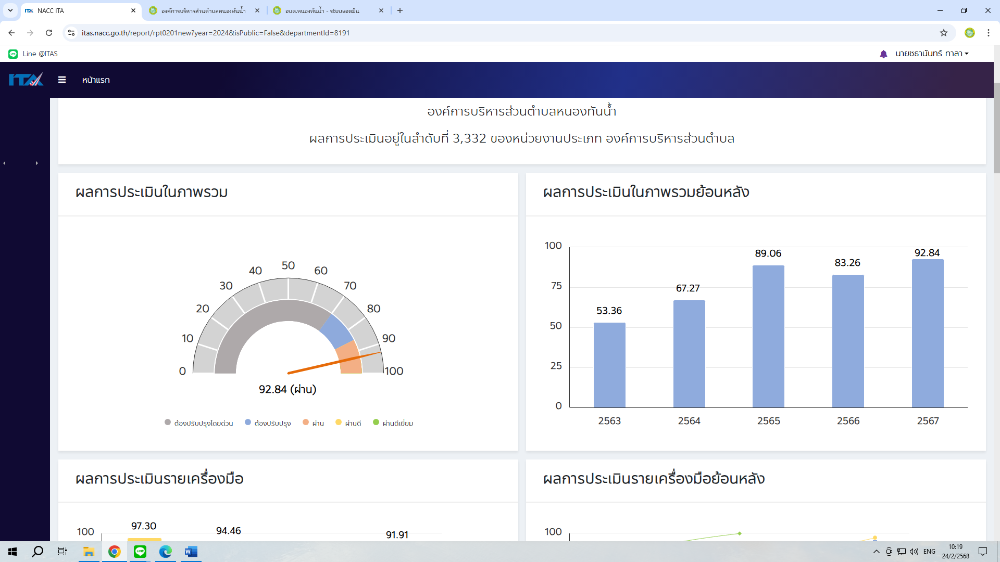 NACC ITA
องค์การบริหารส่วนตำบลหนองทันน้ำ
อบต.หนองทันน้ำ - ระบบแอดมิน
itas.nacc.go.th/report/rpt0201new?year=2024&isPublic=False&departmentId=8191
Line @ITAS
นายชธานันทร์ ทาลา
ITA
หน้าแรก
องค์การบริหารส่วนตำบลหนองทันน้ำ
ผลการประเมินอยู่ในลำดับที่ 3,332 ของหน่วยงานประเภท องค์การบริหารส่วนตำบล
ผลการประเมินในภาพรวม
0
10
20
30
40
50
60
70
80
90
100
92.84 (ผ่าน)
ต้องปรับปรุงโดยด่วน ต้องปรับปรุง ผ่าน ผ่านดี ผ่านดีเยี่ยม
ผลการประเมินในภาพรวมย้อนหลัง
100
75
50
25
0
53.36
67.27
89.06
83.26
92.84
2563 2564 2565 2566 2567
ผลการประเมินรายเครื่องมือ
100
97.30
94.46
91.91
ผลการประเมินรายเครื่องมือย้อนหลัง
100
ENG
10:19
24/2/2568